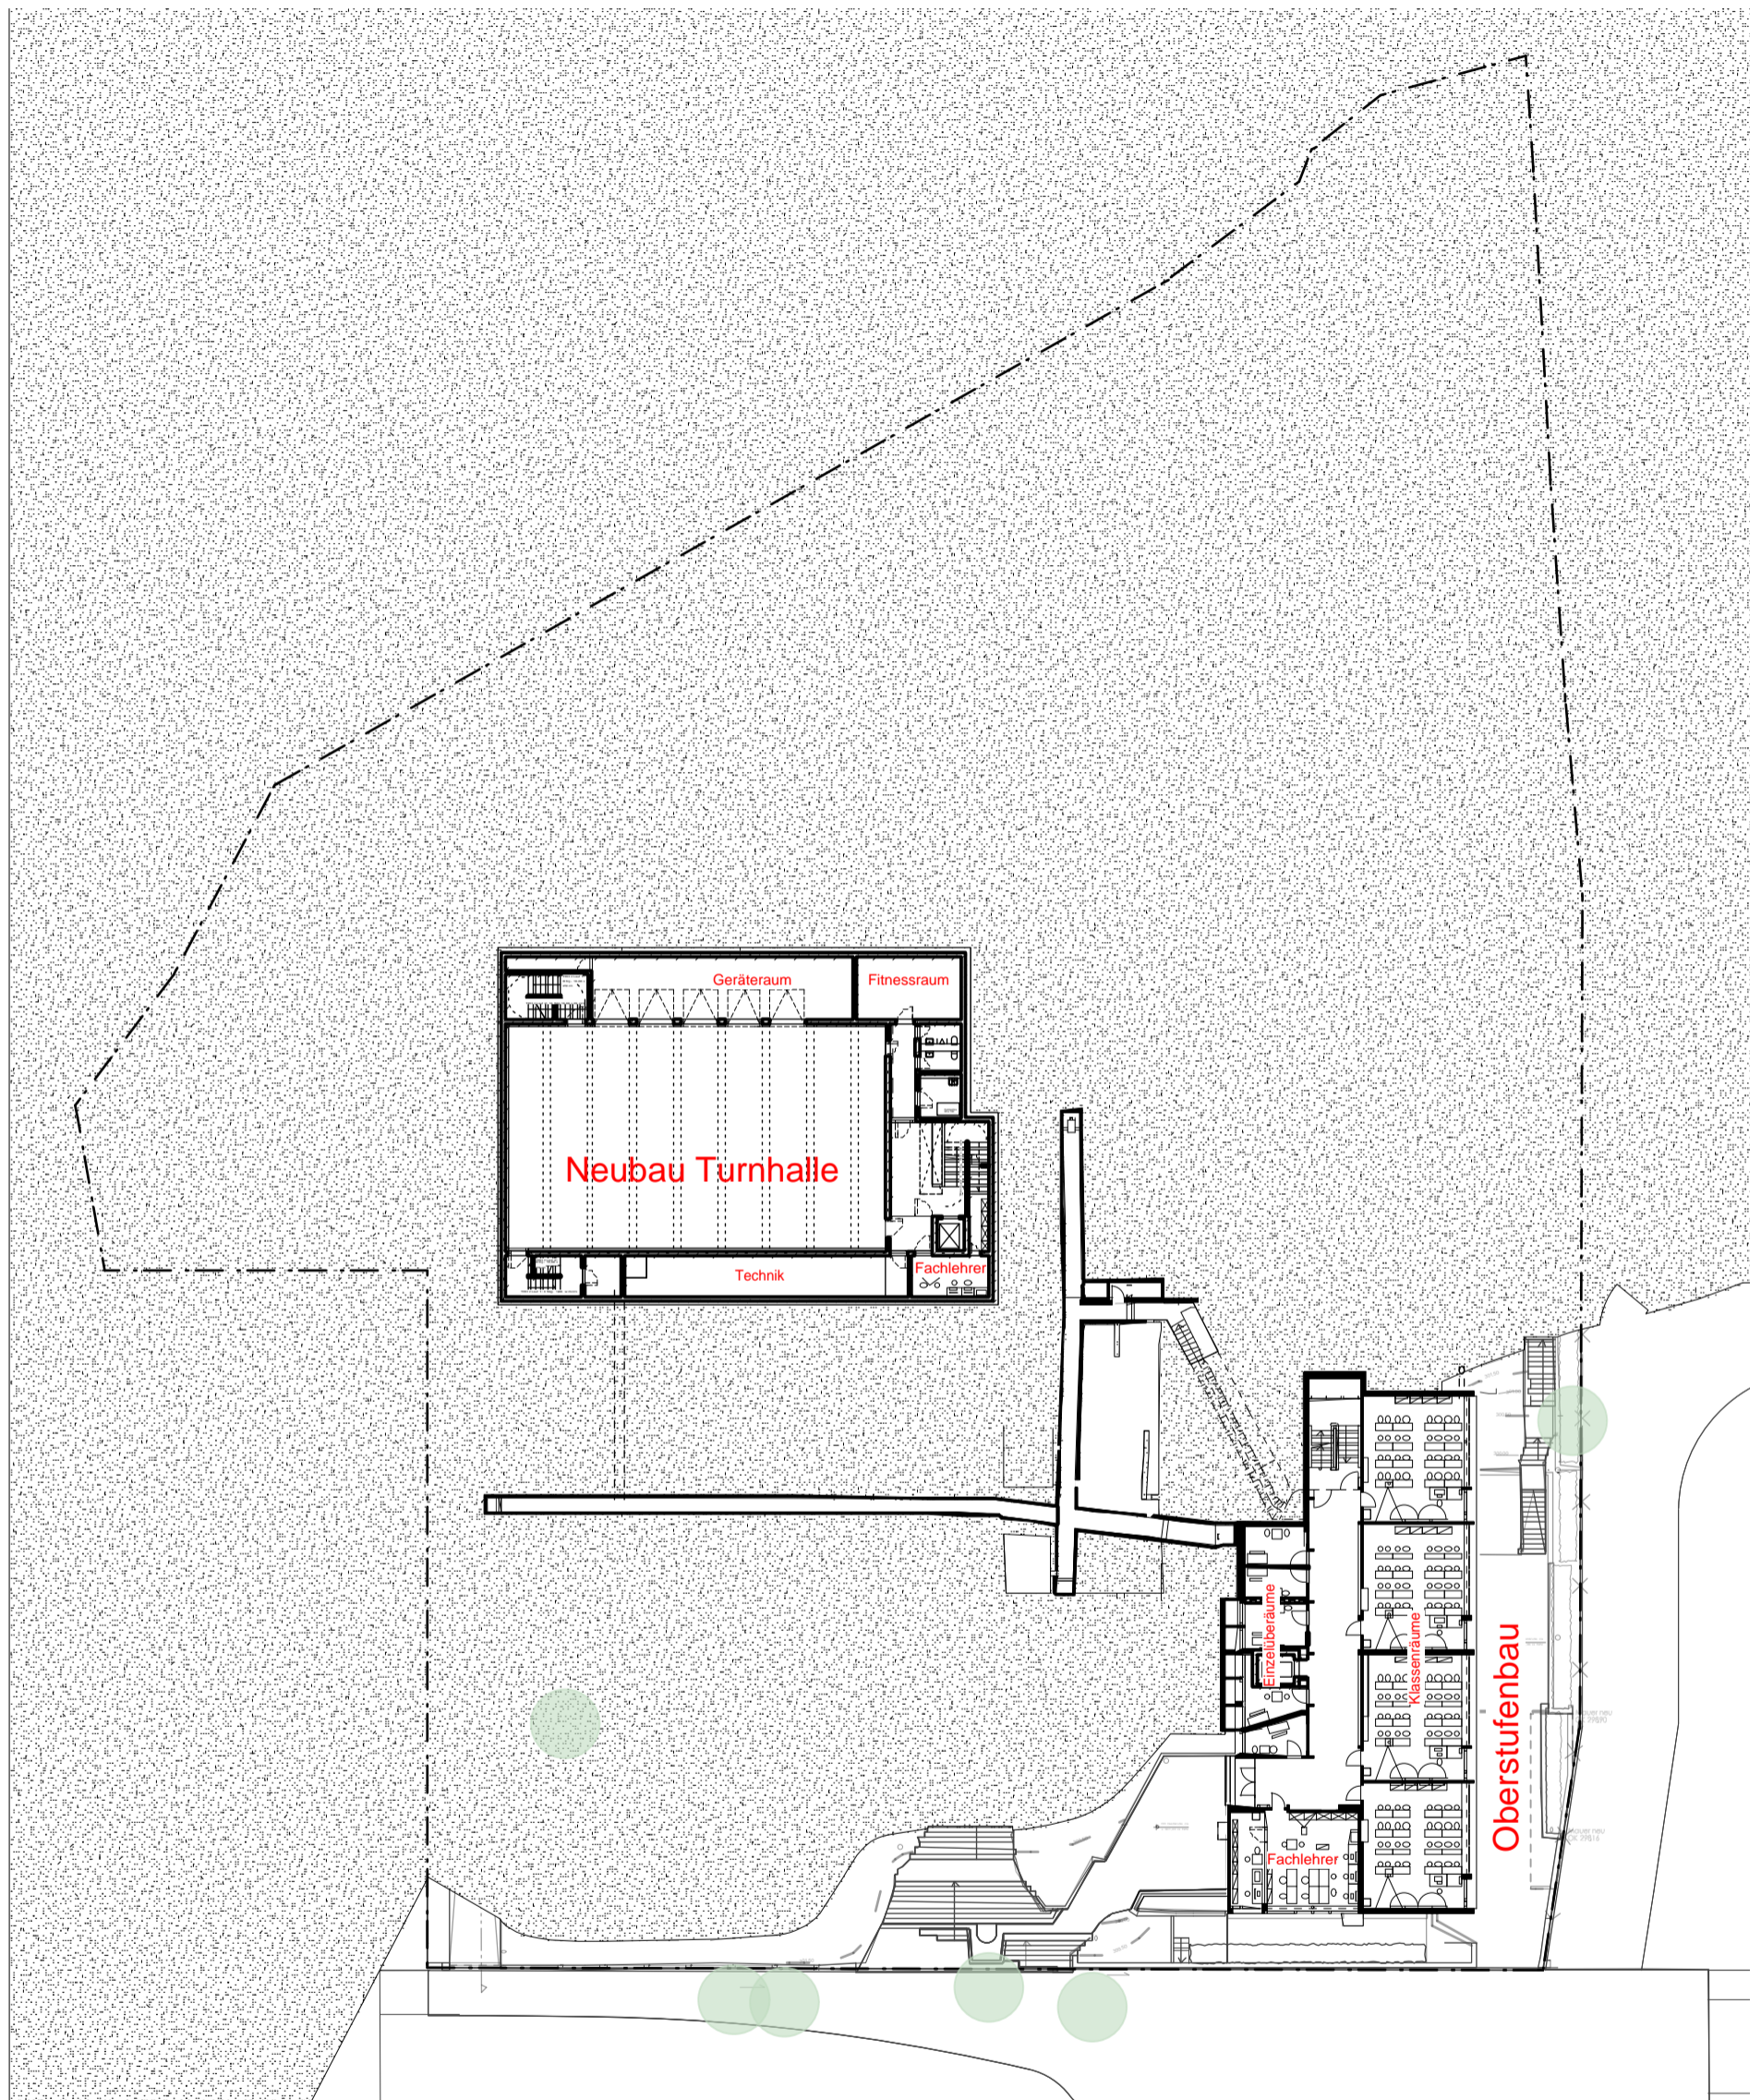 Geräteraum
Fitnessraum
Neubau Turnhalle
Technik
Fachlehrer
Einzelüberäume
Klassenräume
Oberstufenbau
Fachlehrer